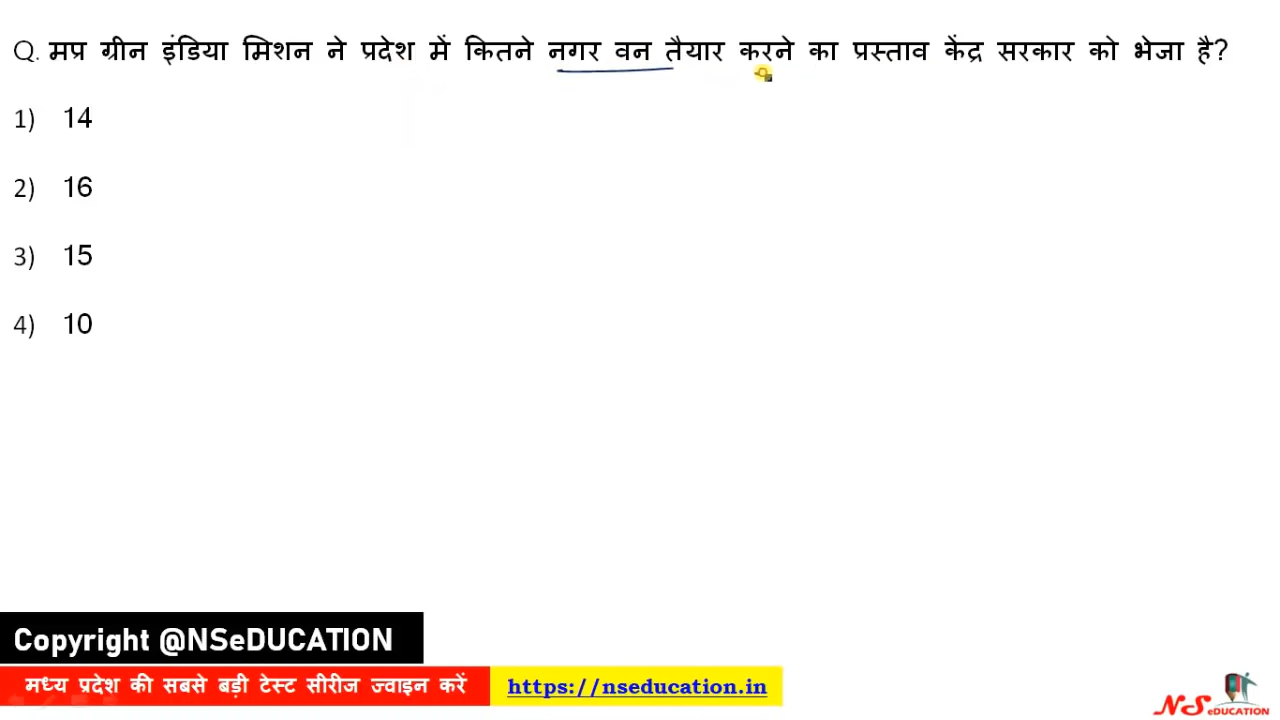 Q. मप्र ग्रीन इंडिया मिशन ने प्रदेश में कितने नगर वन तैयार करने का प्रस्ताव केंद्र सरकार को भेजा है?
1) 14
2) 16
3) 15
4) 10
Copyright @NSeDUCATION
मध्य प्रदेश की सबसे बड़ी टेस्ट सीरीज ज्वाइन करें https://nseducation.in
NS eDUCATION